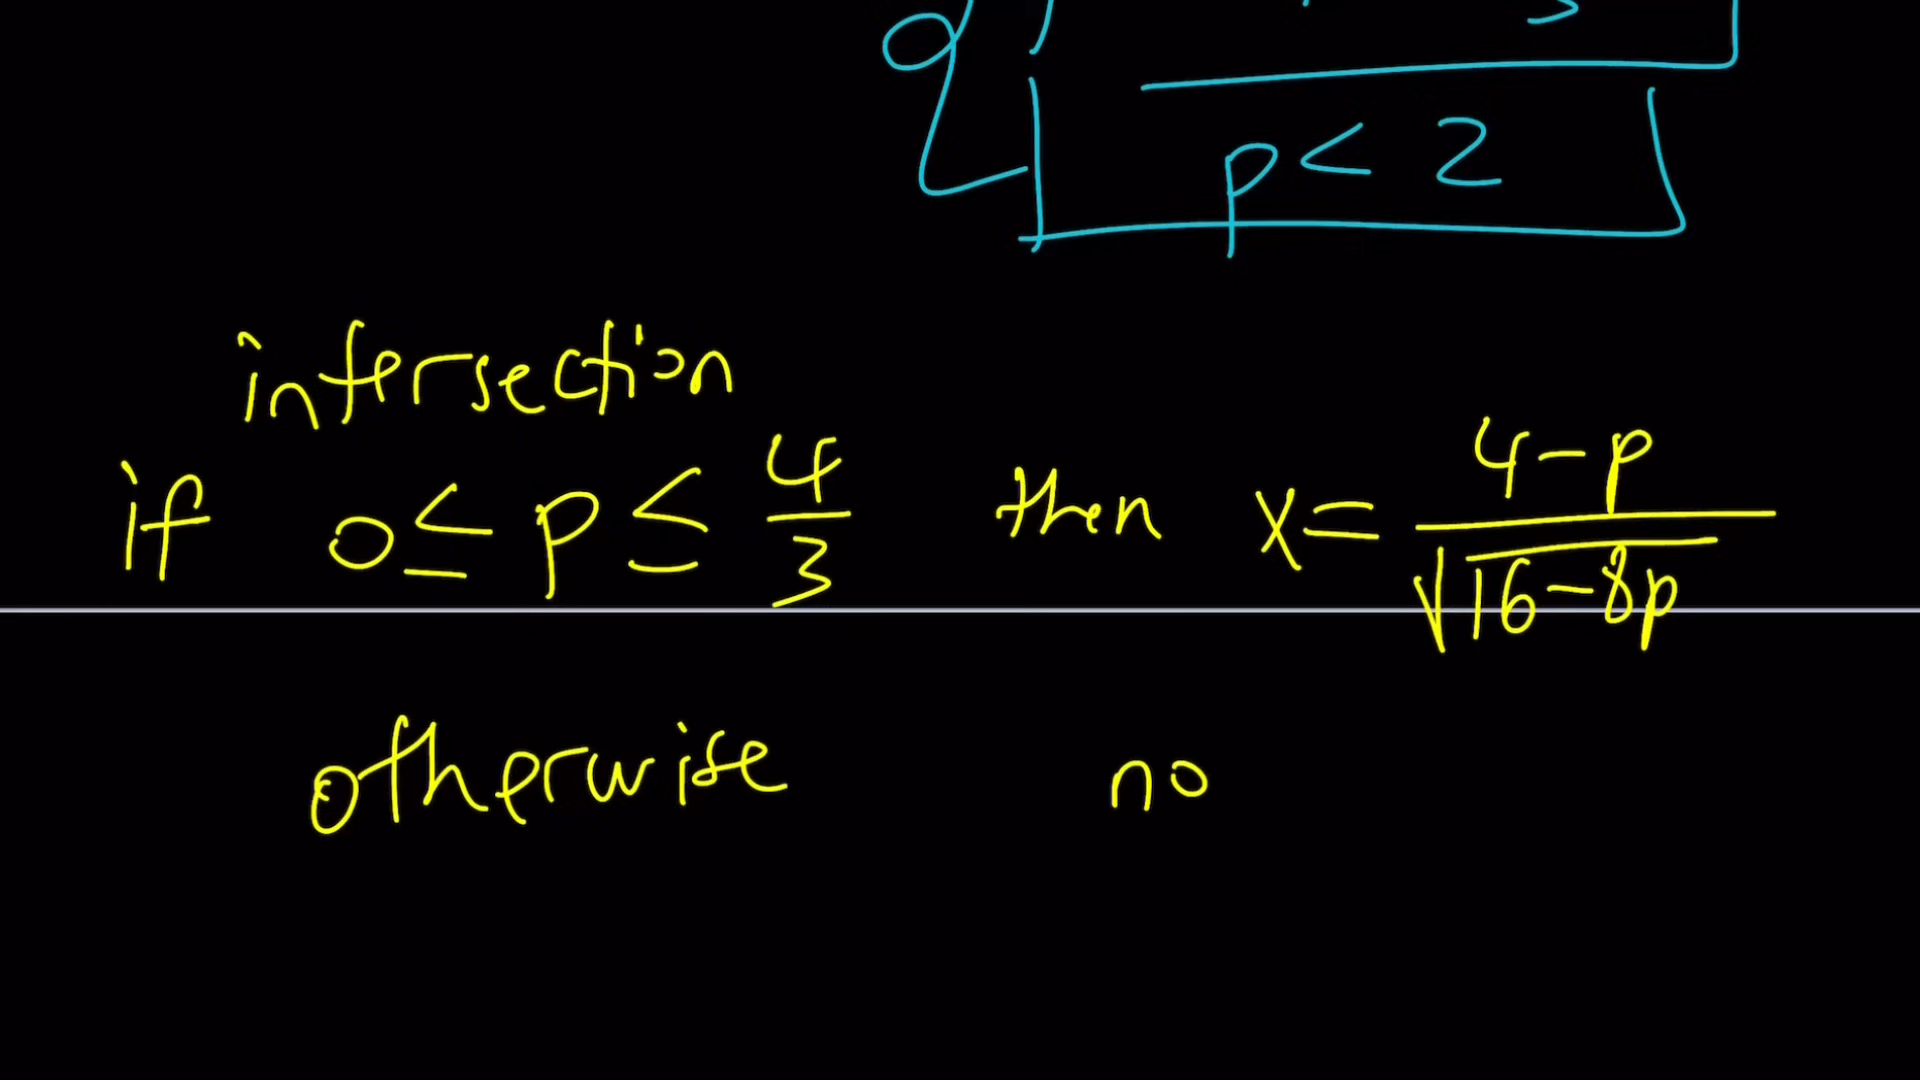 p < 2
intersection
if 0 ≤ p ≤ 4/3 then x = (4-p)/√(16-8p)
otherwise no